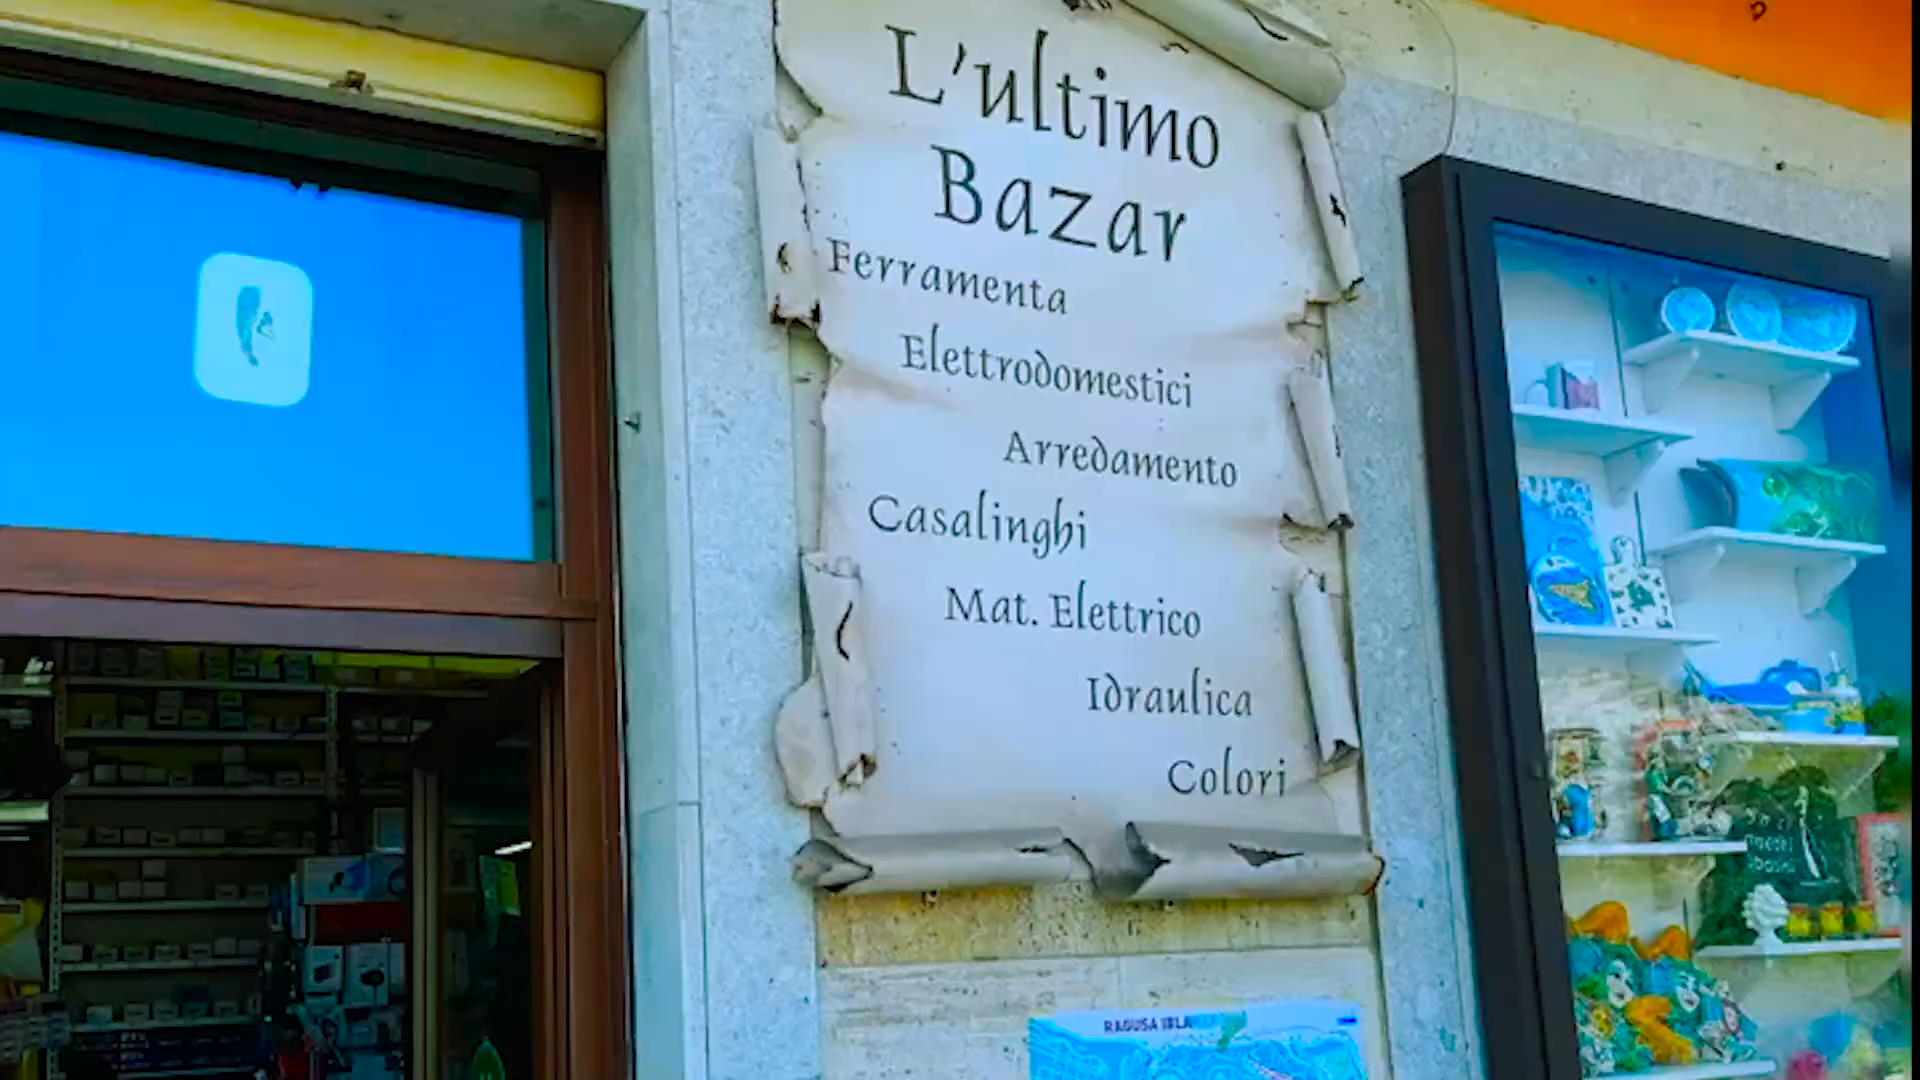 L'ultimo
Bazar
Ferramenta
Elettrodomestici
Arredamento
Casalinghi
Mat. Elettrico
Idraulica
Colori
RAGUSA IBLA